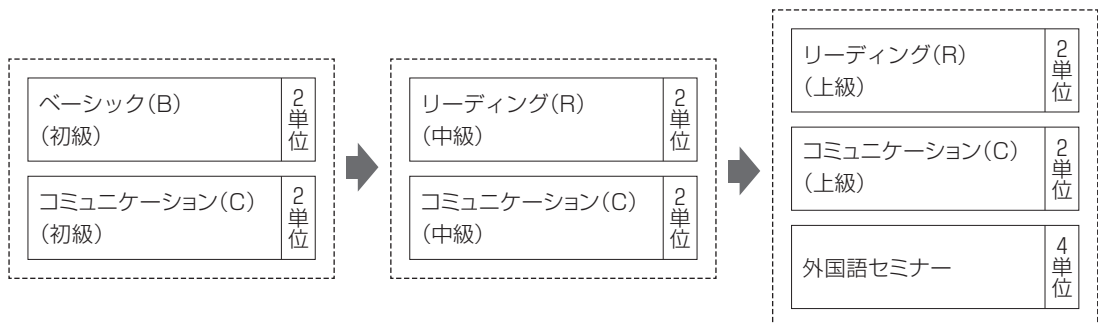 ベーシック(B)
(初級)
2単位
コミュニケーション(C)
(初級)
2単位
リーディング(R)
(中級)
2単位
コミュニケーション(C)
(中級)
2単位
リーディング(R)
(上級)
2単位
コミュニケーション(C)
(上級)
2単位
外国語セミナー
4単位